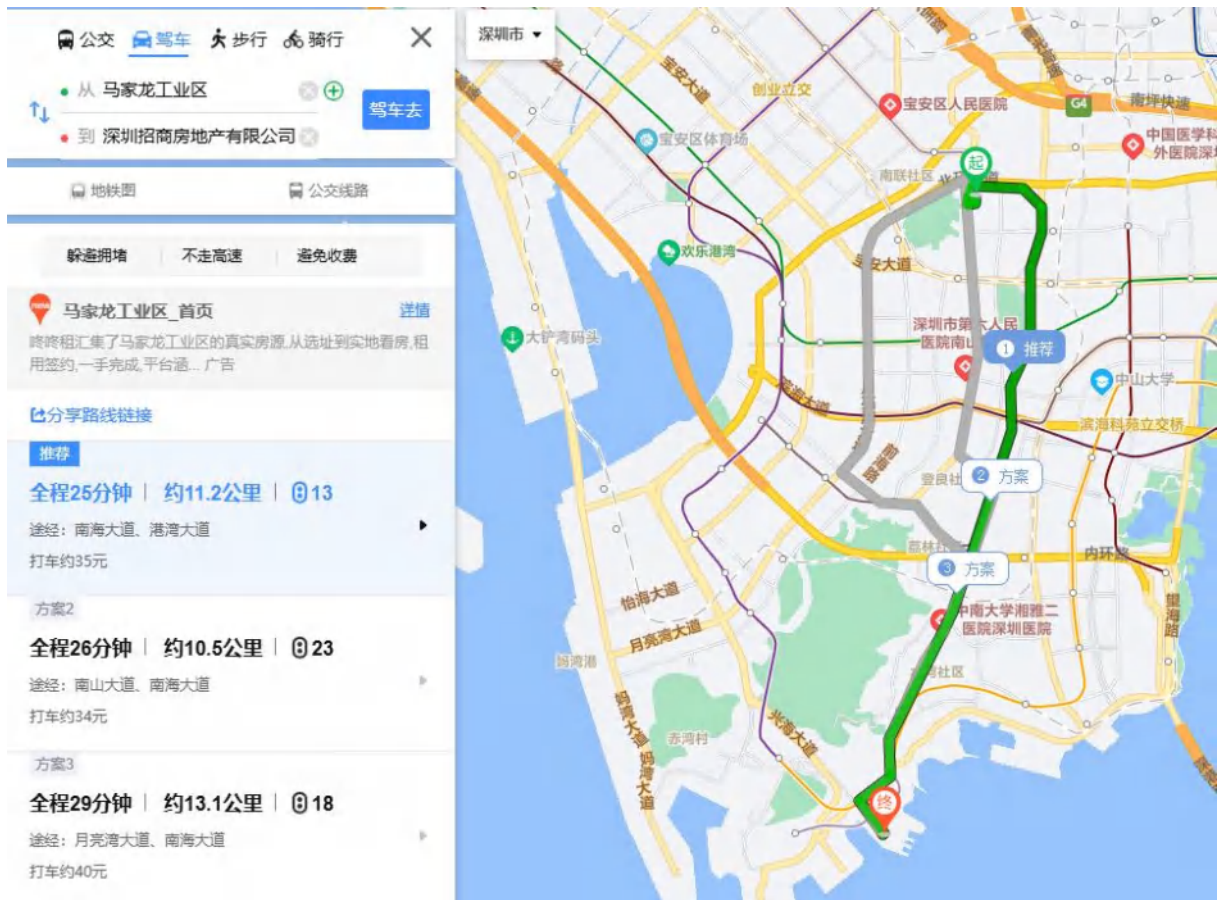 公交 驾车 步行 骑行
从 马家龙工业区
到 深圳招商房地产有限公司
驾车去
地铁图 公交线路
躲避拥堵 不走高速 避免收费
马家龙工业区_首页 详情
咚咚租汇集了马家龙工业区的真实房源,从选址到实地看房,租
用签约,一手完成,平台涵... 广告
分享路线链接
推荐
全程25分钟 约11.2公里 13
途经：南海大道、港湾大道
打车约35元
方案2
全程26分钟 约10.5公里 23
途经：南山大道、南海大道
打车约34元
方案3
全程29分钟 约13.1公里 18
途经：月亮湾大道、南海大道
打车约40元
深圳市
宝安大道
创业立交
宝安区人民医院
G4
南坪快速
宝安区体育场
中国医学科
外医院深圳
起
南联社区
欢乐港湾
宝安大道
大铲湾码头
深圳市第六人民
医院南山
1 推荐
中山大学
滨海大道
滨海科苑立交桥
前海路
登良社
2 方案
荔林社区
内环路
3 方案
怡海大道
中南大学湘雅二
医院深圳医院
望海路
月亮湾大道
妈湾港
湾社区
妈湾大道
妈湾大道
赤湾村
兴海大道
终